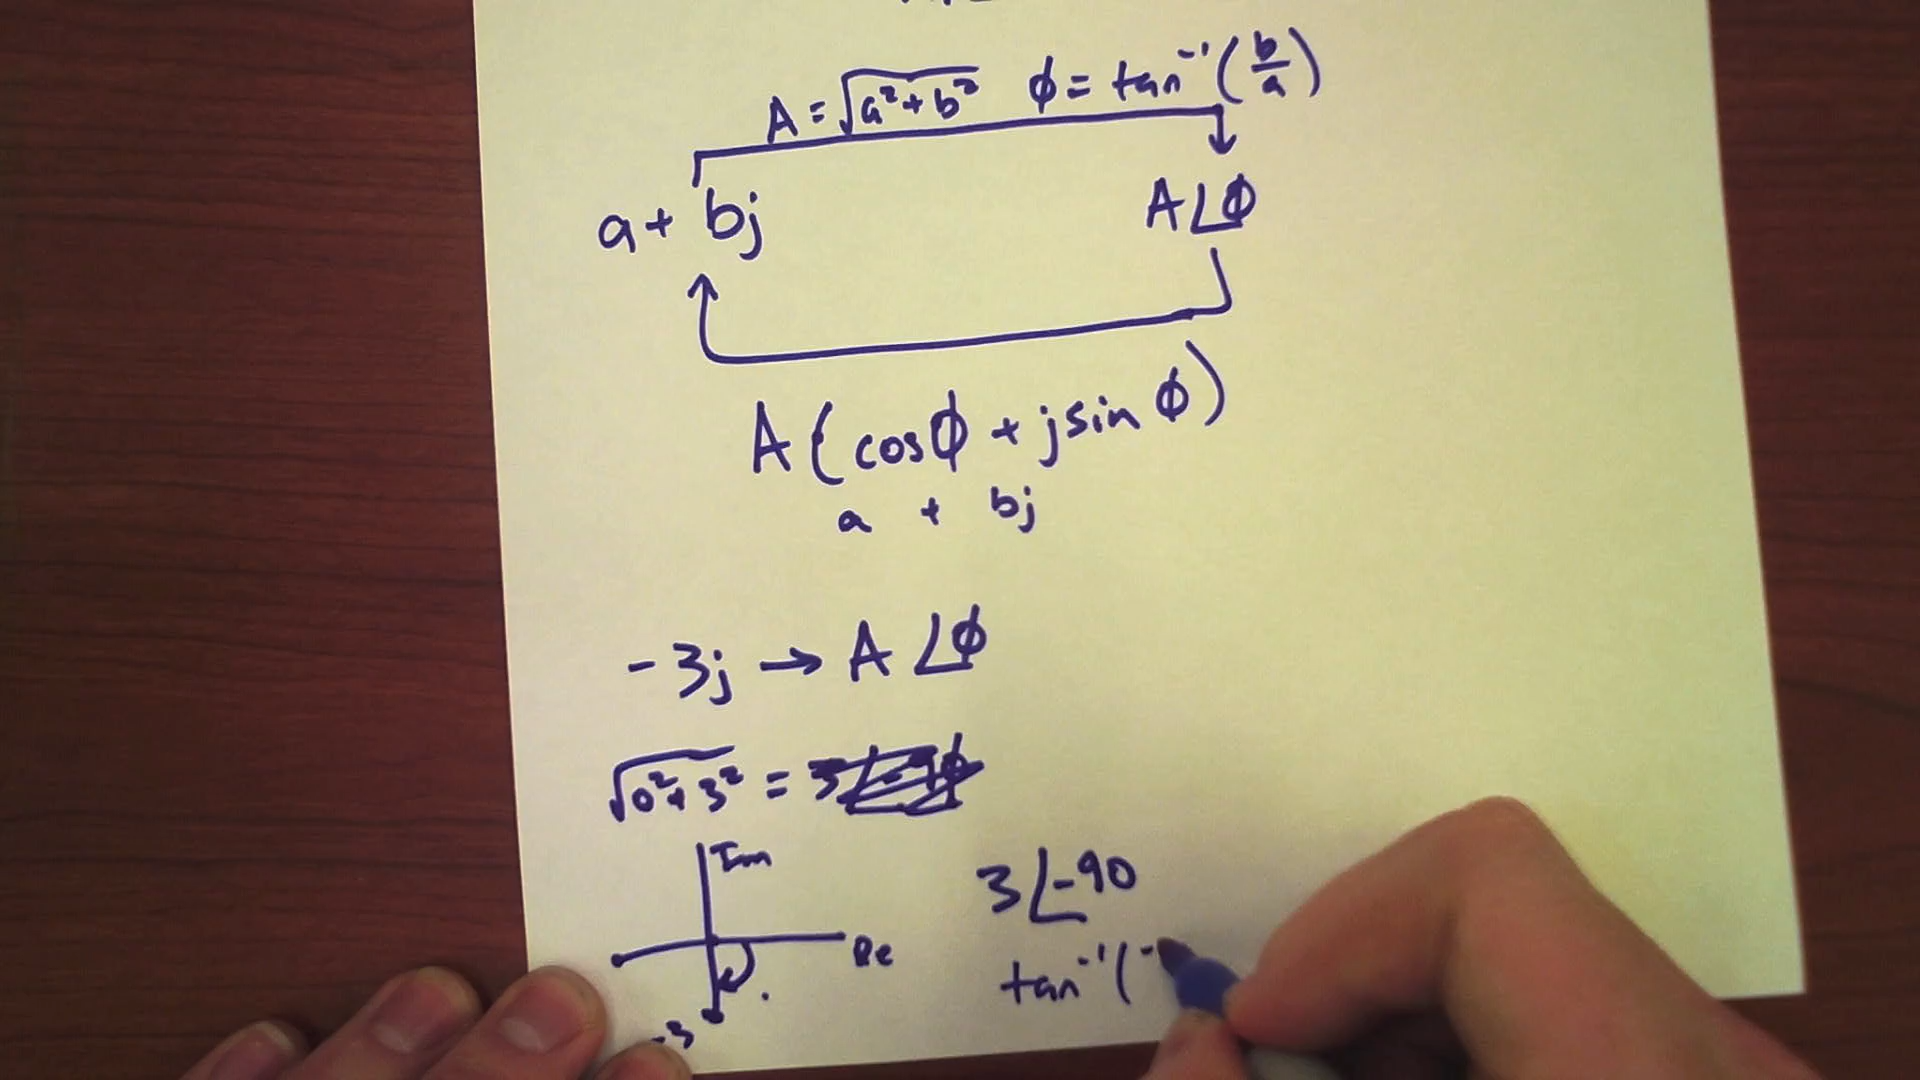 A = √a²+b² ϕ = tan⁻¹(b/a)
a + bj A∠ϕ
A(cosϕ + jsinϕ)
a + bj
-3j → A∠ϕ
√0²+3² = 3
Im
3∠-90
Re
tan⁻¹(-
-3